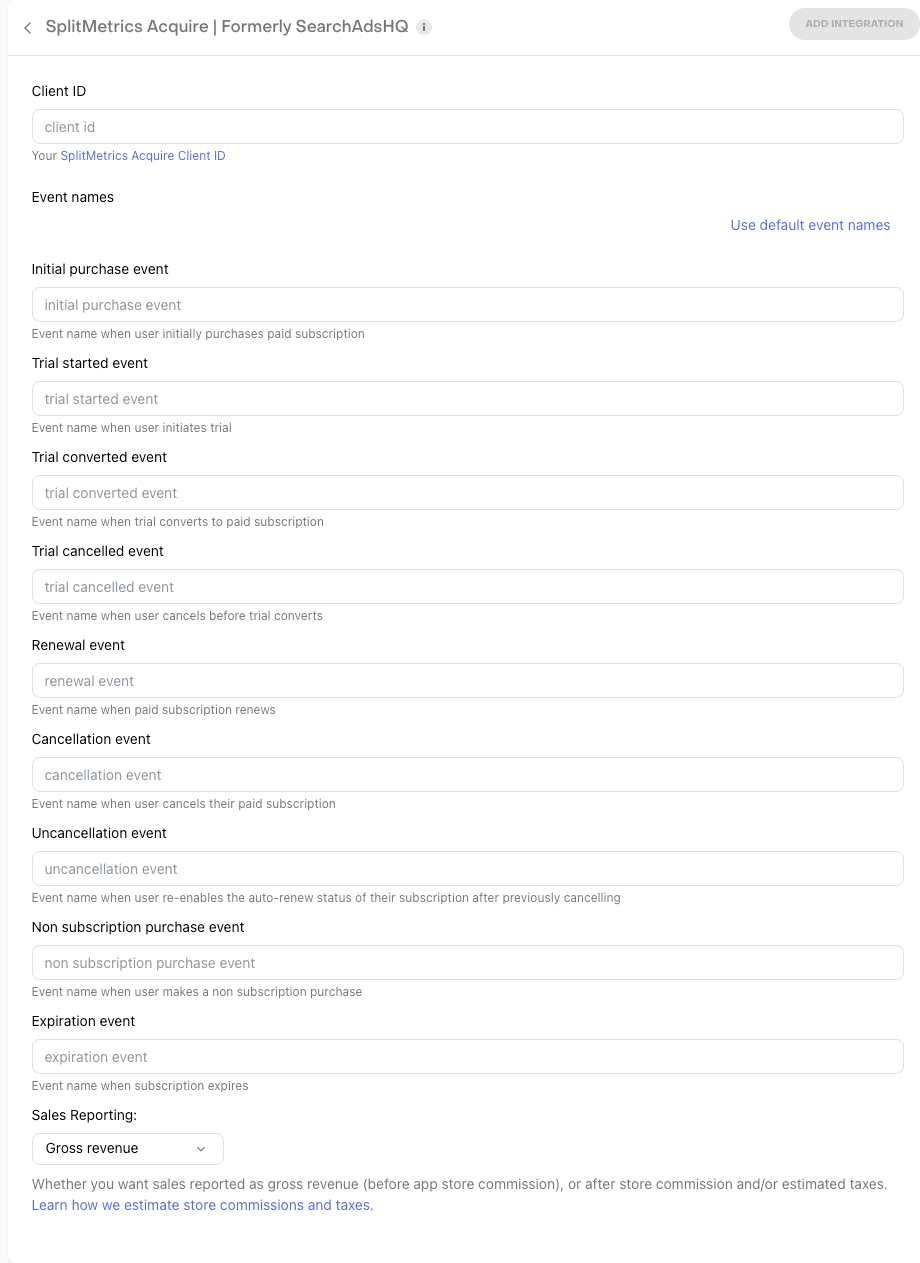 SplitMetrics Acquire | Formerly SearchAdsHQ i
ADD INTEGRATION
Client ID
client id
Your SplitMetrics Acquire Client ID
Event names
Use default event names
Initial purchase event
initial purchase event
Event name when user initially purchases paid subscription
Trial started event
trial started event
Event name when user initiates trial
Trial converted event
trial converted event
Event name when trial converts to paid subscription
Trial cancelled event
trial cancelled event
Event name when user cancels before trial converts
Renewal event
renewal event
Event name when paid subscription renews
Cancellation event
cancellation event
Event name when user cancels their paid subscription
Uncancellation event
uncancellation event
Event name when user re-enables the auto-renew status of their subscription after previously cancelling
Non subscription purchase event
non subscription purchase event
Event name when user makes a non subscription purchase
Expiration event
expiration event
Event name when subscription expires
Sales Reporting:
Gross revenue
Whether you want sales reported as gross revenue (before app store commission), or after store commission and/or estimated taxes.
Learn how we estimate store commissions and taxes.